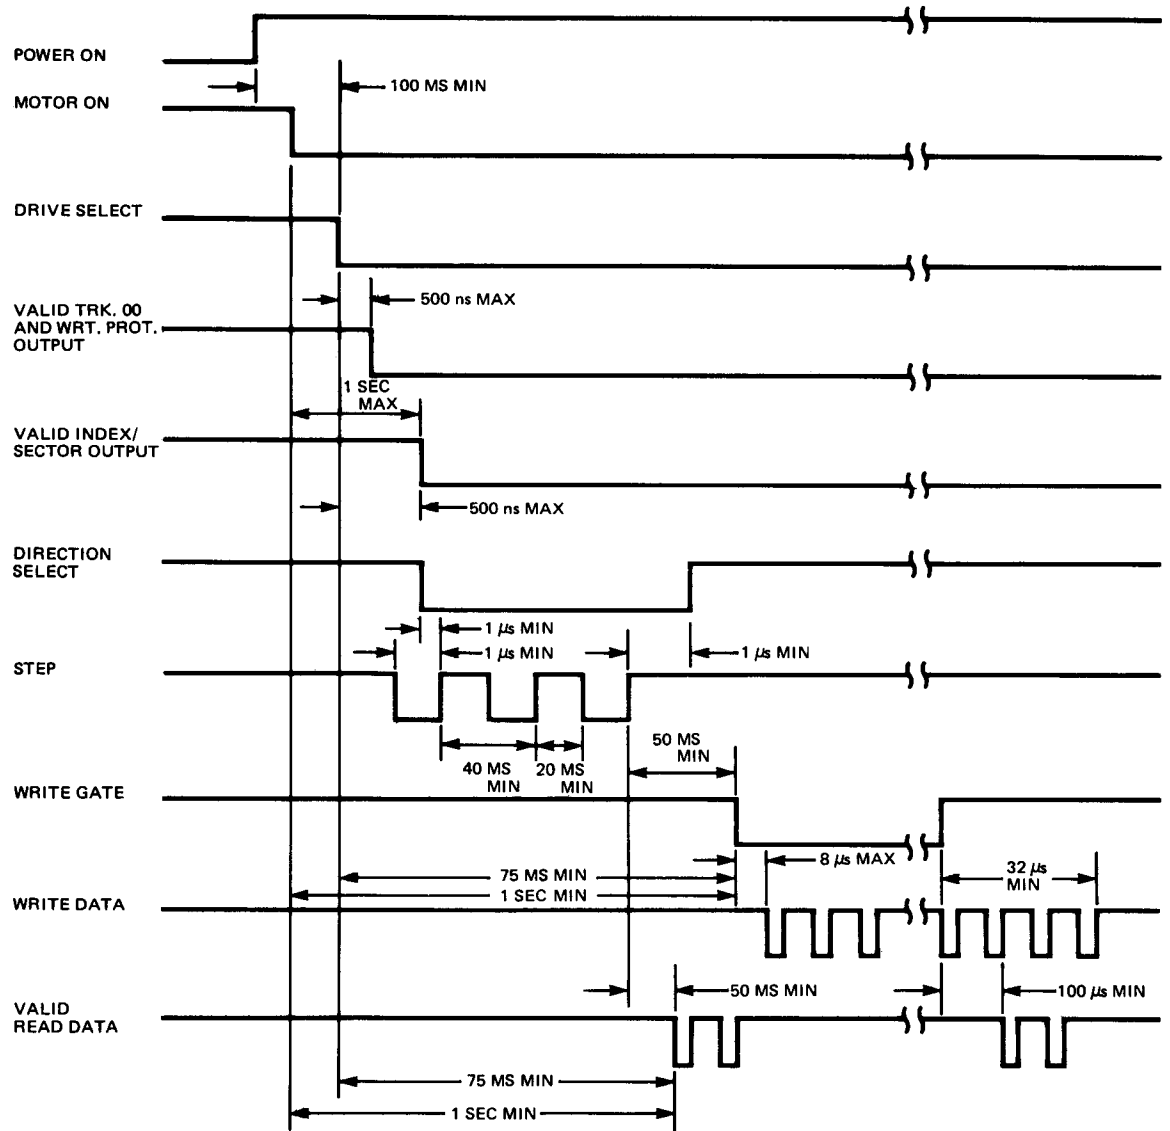 POWER ON
100 MS MIN
MOTOR ON
DRIVE SELECT
500 ns MAX
VALID TRK. 00
AND WRT. PROT.
OUTPUT
1 SEC
MAX
VALID INDEX/
SECTOR OUTPUT
500 ns MAX
DIRECTION
SELECT
1 μs MIN
1 μs MIN
1 μs MIN
STEP
40 MS
MIN
20 MS
MIN
50 MS
MIN
WRITE GATE
8 μs MAX
75 MS MIN
1 SEC MIN
32 μs
MIN
WRITE DATA
50 MS MIN
100 μs MIN
VALID
READ DATA
75 MS MIN
1 SEC MIN